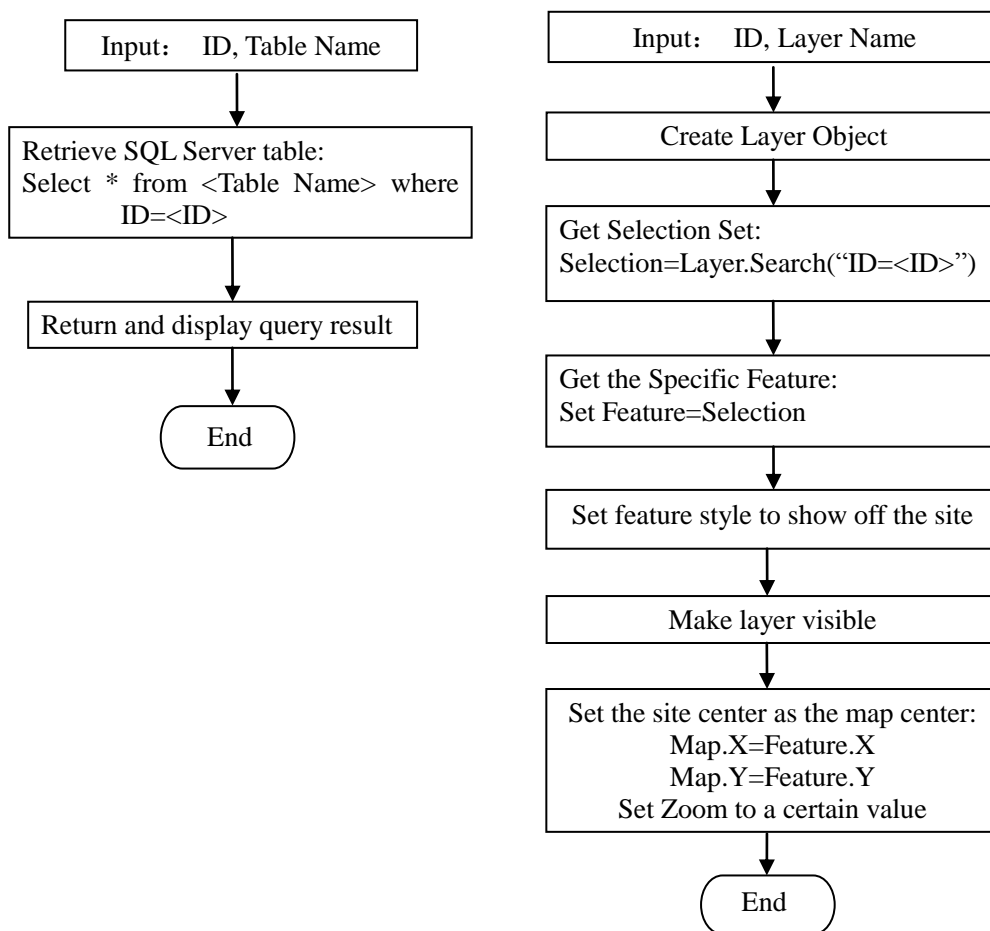 Input： ID, Table Name
Retrieve SQL Server table:
Select * from <Table Name> where
ID=<ID>
Return and display query result
End
Input： ID, Layer Name
Create Layer Object
Get Selection Set:
Selection=Layer.Search(“ID=<ID>”)
Get the Specific Feature:
Set Feature=Selection
Set feature style to show off the site
Make layer visible
Set the site center as the map center:
Map.X=Feature.X
Map.Y=Feature.Y
Set Zoom to a certain value
End